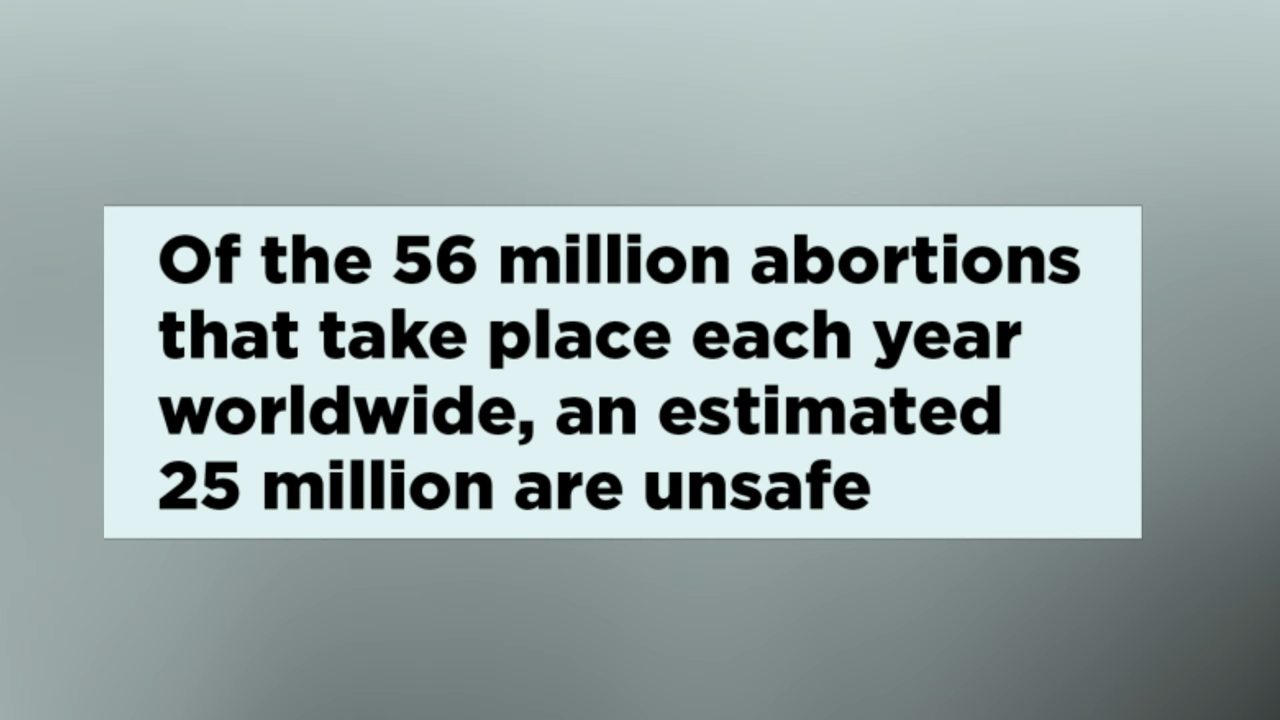 Of the 56 million abortions
that take place each year
worldwide, an estimated
25 million are unsafe